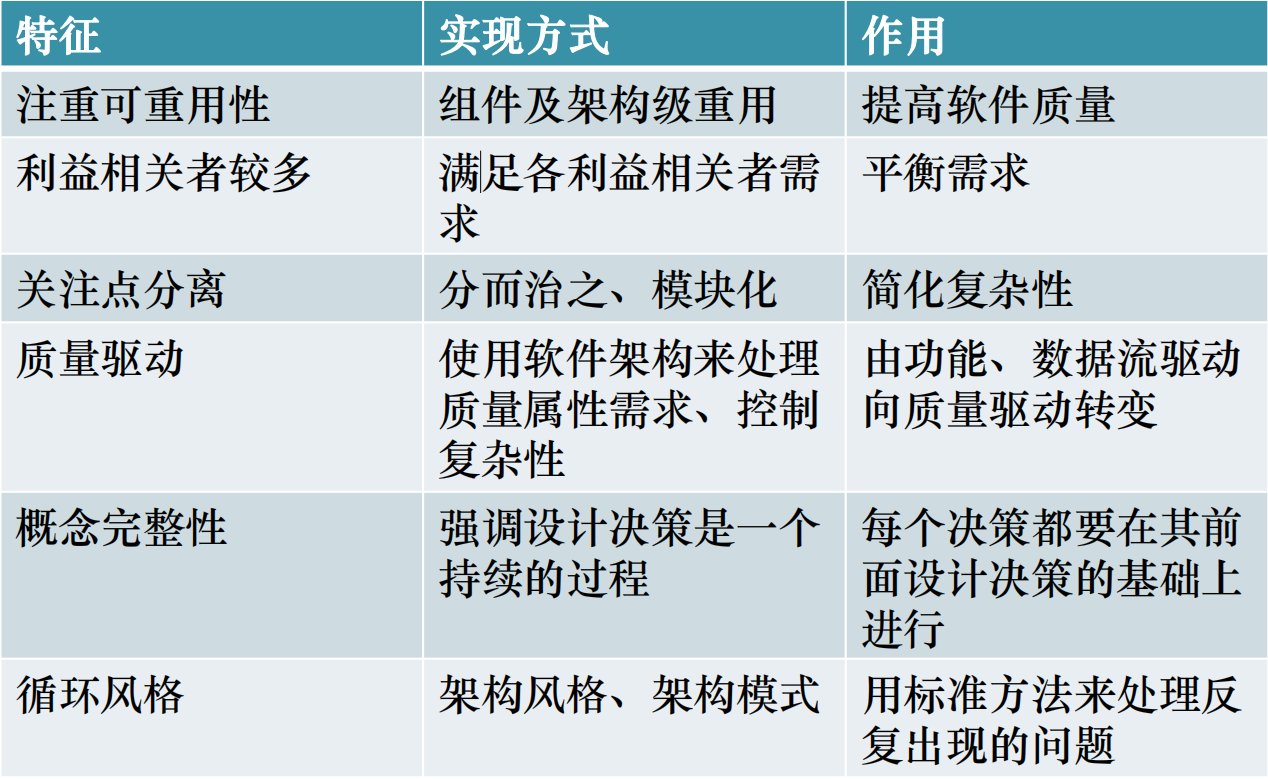 特征
实现方式
作用
注重可重用性
组件及架构级重用
提高软件质量
利益相关者较多
满足各利益相关者需
求
平衡需求
关注点分离
分而治之、模块化
简化复杂性
质量驱动
使用软件架构来处理
质量属性需求、控制
复杂性
由功能、数据流驱动
向质量驱动转变
概念完整性
强调设计决策是一个
持续的过程
每个决策都要在其前
面设计决策的基础上
进行
循环风格
架构风格、架构模式
用标准方法来处理反
复出现的问题